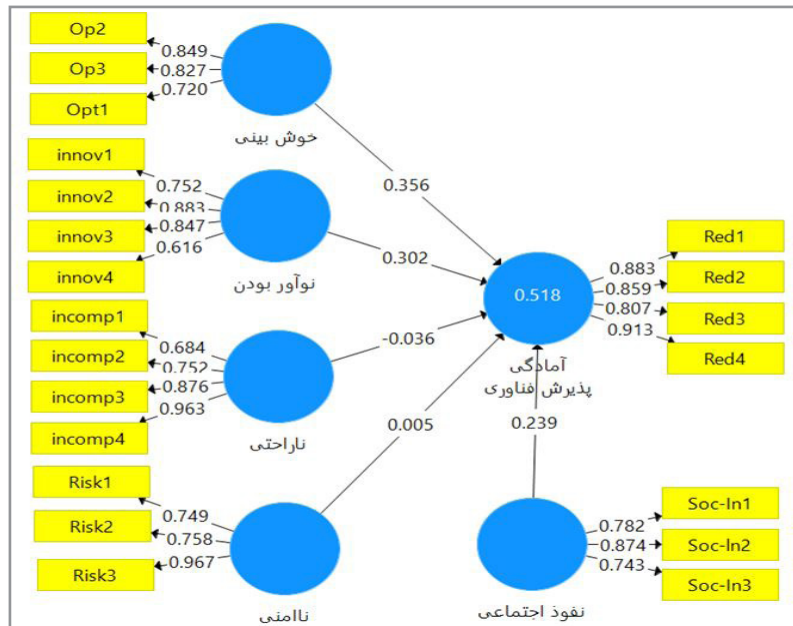 Op2
0.849
Op3
0.827
Opt1
0.720
خوش بینی
0.356
innov1
0.752
innov2
0.883
innov3
0.847
innov4
0.616
نوآور بودن
0.302
incomp1
0.684
incomp2
0.752
incomp3
0.876
incomp4
0.963
ناراحتی
-0.036
Risk1
0.749
Risk2
0.758
Risk3
0.967
ناامنی
0.005
0.518
آمادگی
پذیرش فناوری
Red1
0.883
Red2
0.859
Red3
0.807
Red4
0.913
0.239
Soc-In1
0.782
Soc-In2
0.874
Soc-In3
0.743
نفوذ اجتماعی